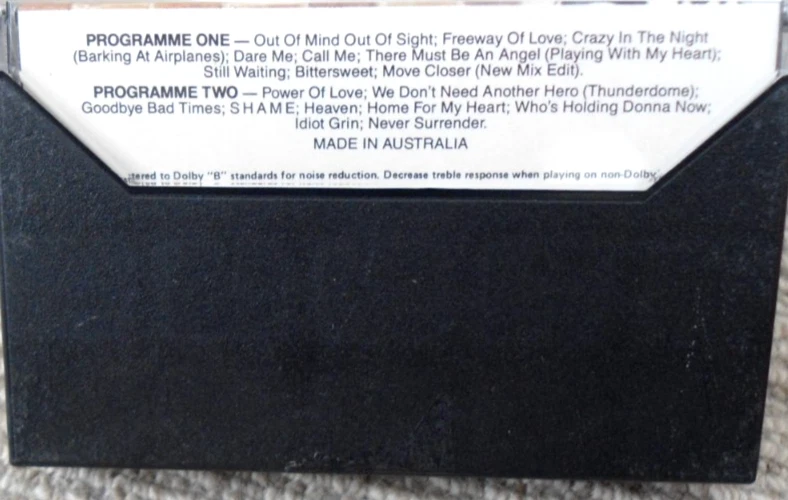 PROGRAMME ONE — Out Of Mind Out Of Sight; Freeway Of Love; Crazy In The Night
(Barking At Airplanes); Dare Me; Call Me; There Must Be An Angel (Playing With My Heart);
Still Waiting; Bittersweet; Move Closer (New Mix Edit).
PROGRAMME TWO — Power Of Love; We Don't Need Another Hero (Thunderdome);
Goodbye Bad Times; S H A M E; Heaven; Home For My Heart; Who's Holding Donna Now;
Idiot Grin; Never Surrender.
MADE IN AUSTRALIA
tered to Dolby "B" standards for noise reduction. Decrease treble response when playing on non-Dolby